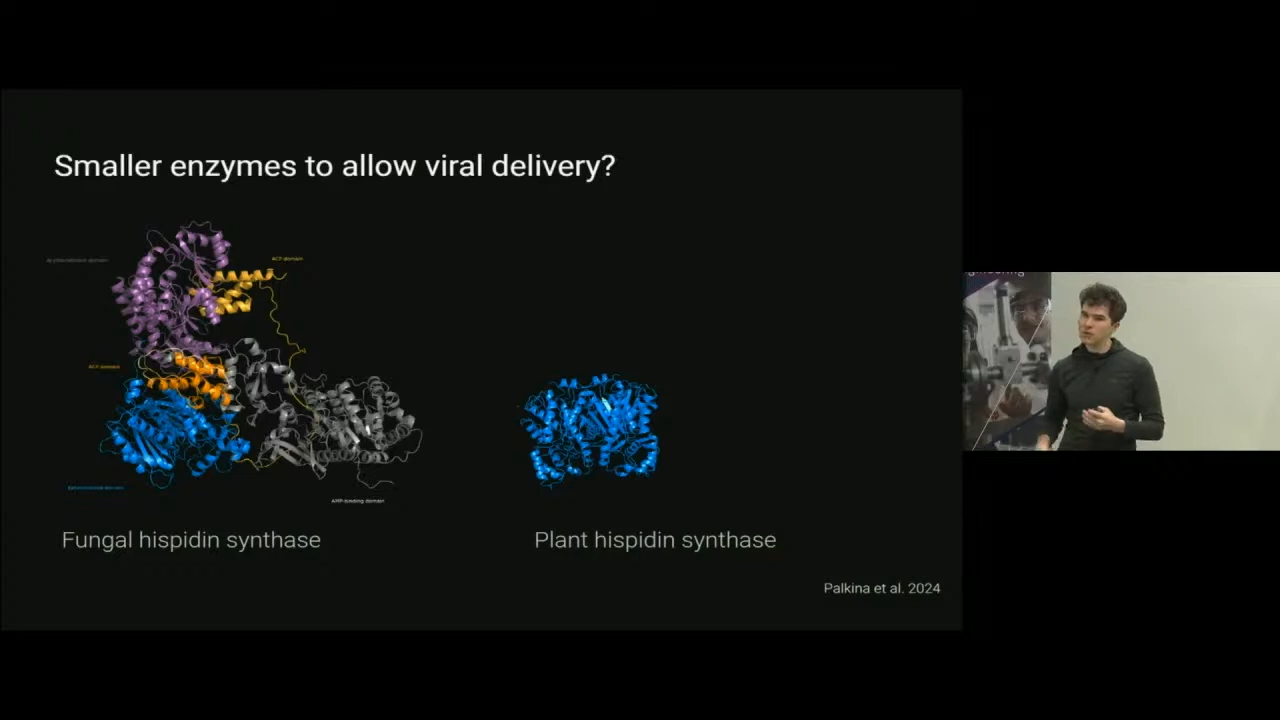 Smaller enzymes to allow viral delivery?
ACP domain
ACP domain
AMP-binding domain
Fungal hispidin synthase
Plant hispidin synthase
Palkina et al. 2024